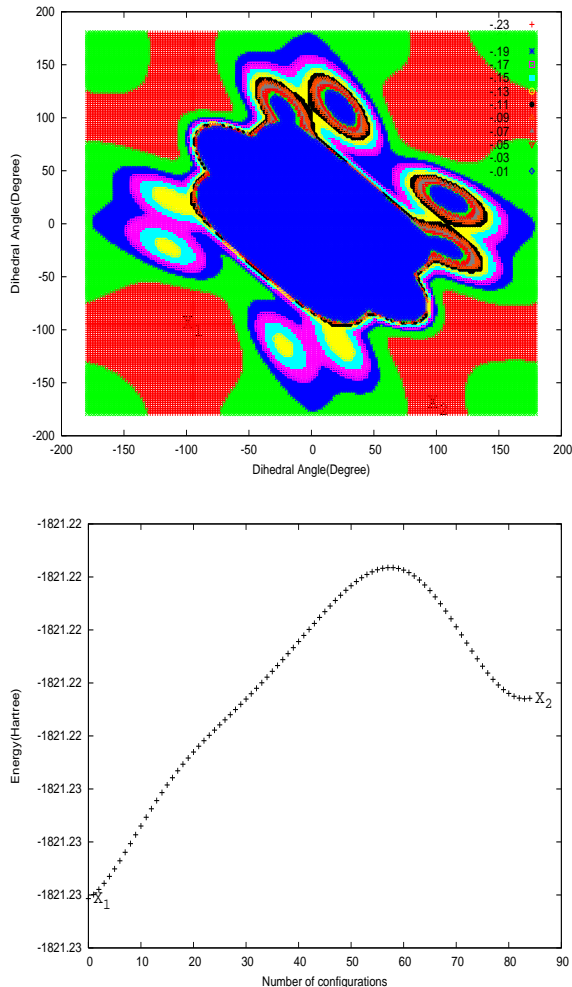 200
150
100
50
0
-50
-100
-150
-200
Dihedral Angle(Degree)
-.23
-.19
-.17
-.15
-.13
-.11
-.09
-.07
-.05
-.03
-.01
X1
X2
-200 -150 -100 -50 0 50 100 150 200
Dihedral Angle(Degree)
-1821.22
-1821.22
-1821.22
-1821.22
-1821.22
-1821.23
-1821.23
-1821.23
-1821.23
Energy(Hartree)
X1
X2
0 10 20 30 40 50 60 70 80 90
Number of configurations